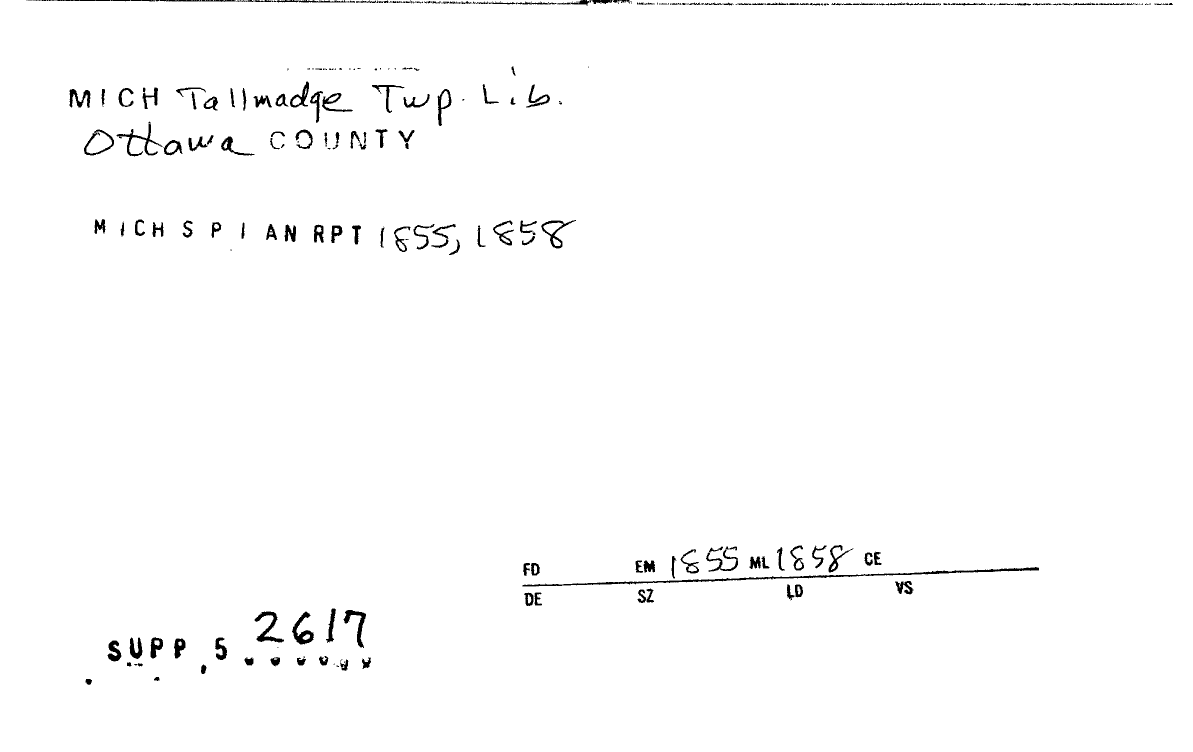 MICH Tallmadge Twp. Lib.
Ottawa COUNTY
MICH S P I AN RPT 1855, 1858
FD EM 1855 ML 1858 CE
DE SZ LD VS
SUPP. 5 2617